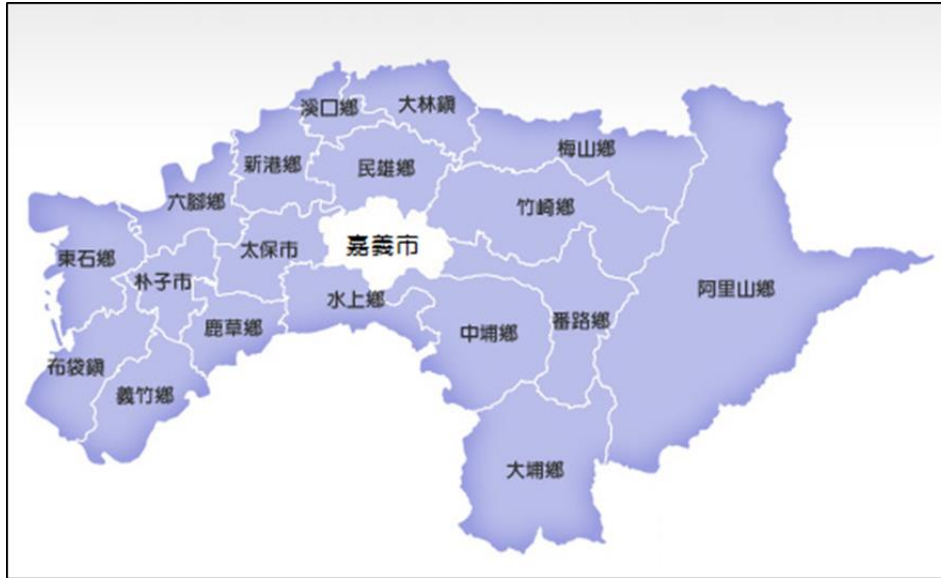 溪口鄉
大林鎮
梅山鄉
新港鄉
民雄鄉
六腳鄉
竹崎鄉
東石鄉
太保市
嘉義市
朴子市
阿里山鄉
水上鄉
鹿草鄉
中埔鄉
番路鄉
布袋鎮
義竹鄉
大埔鄉